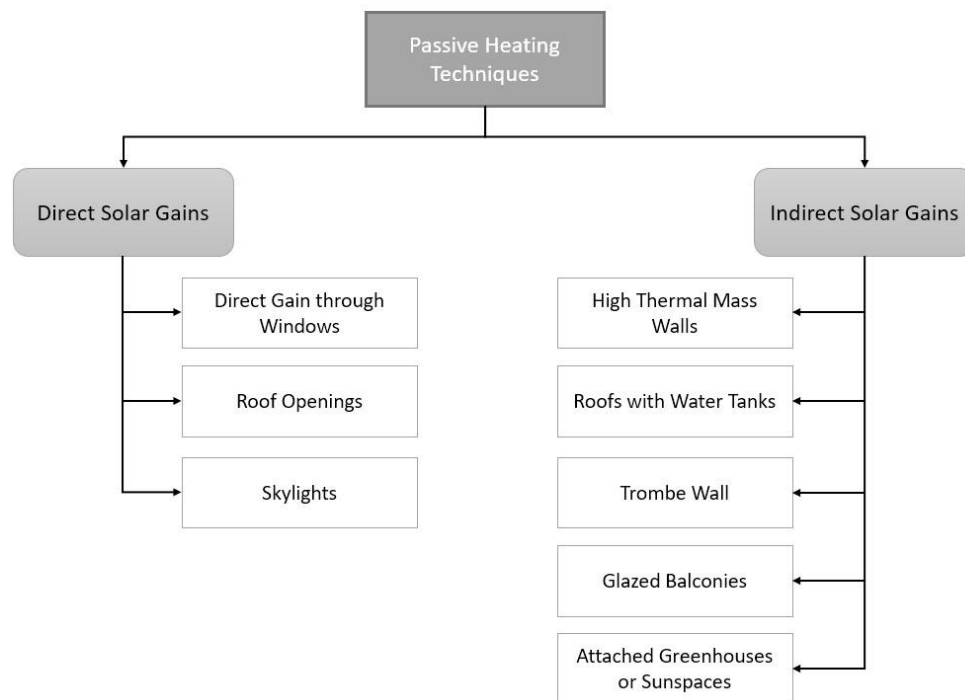 Passive Heating
Techniques
Direct Solar Gains
Indirect Solar Gains
Direct Gain through
Windows
Roof Openings
Skylights
High Thermal Mass
Walls
Roofs with Water Tanks
Trombe Wall
Glazed Balconies
Attached Greenhouses
or Sunspaces